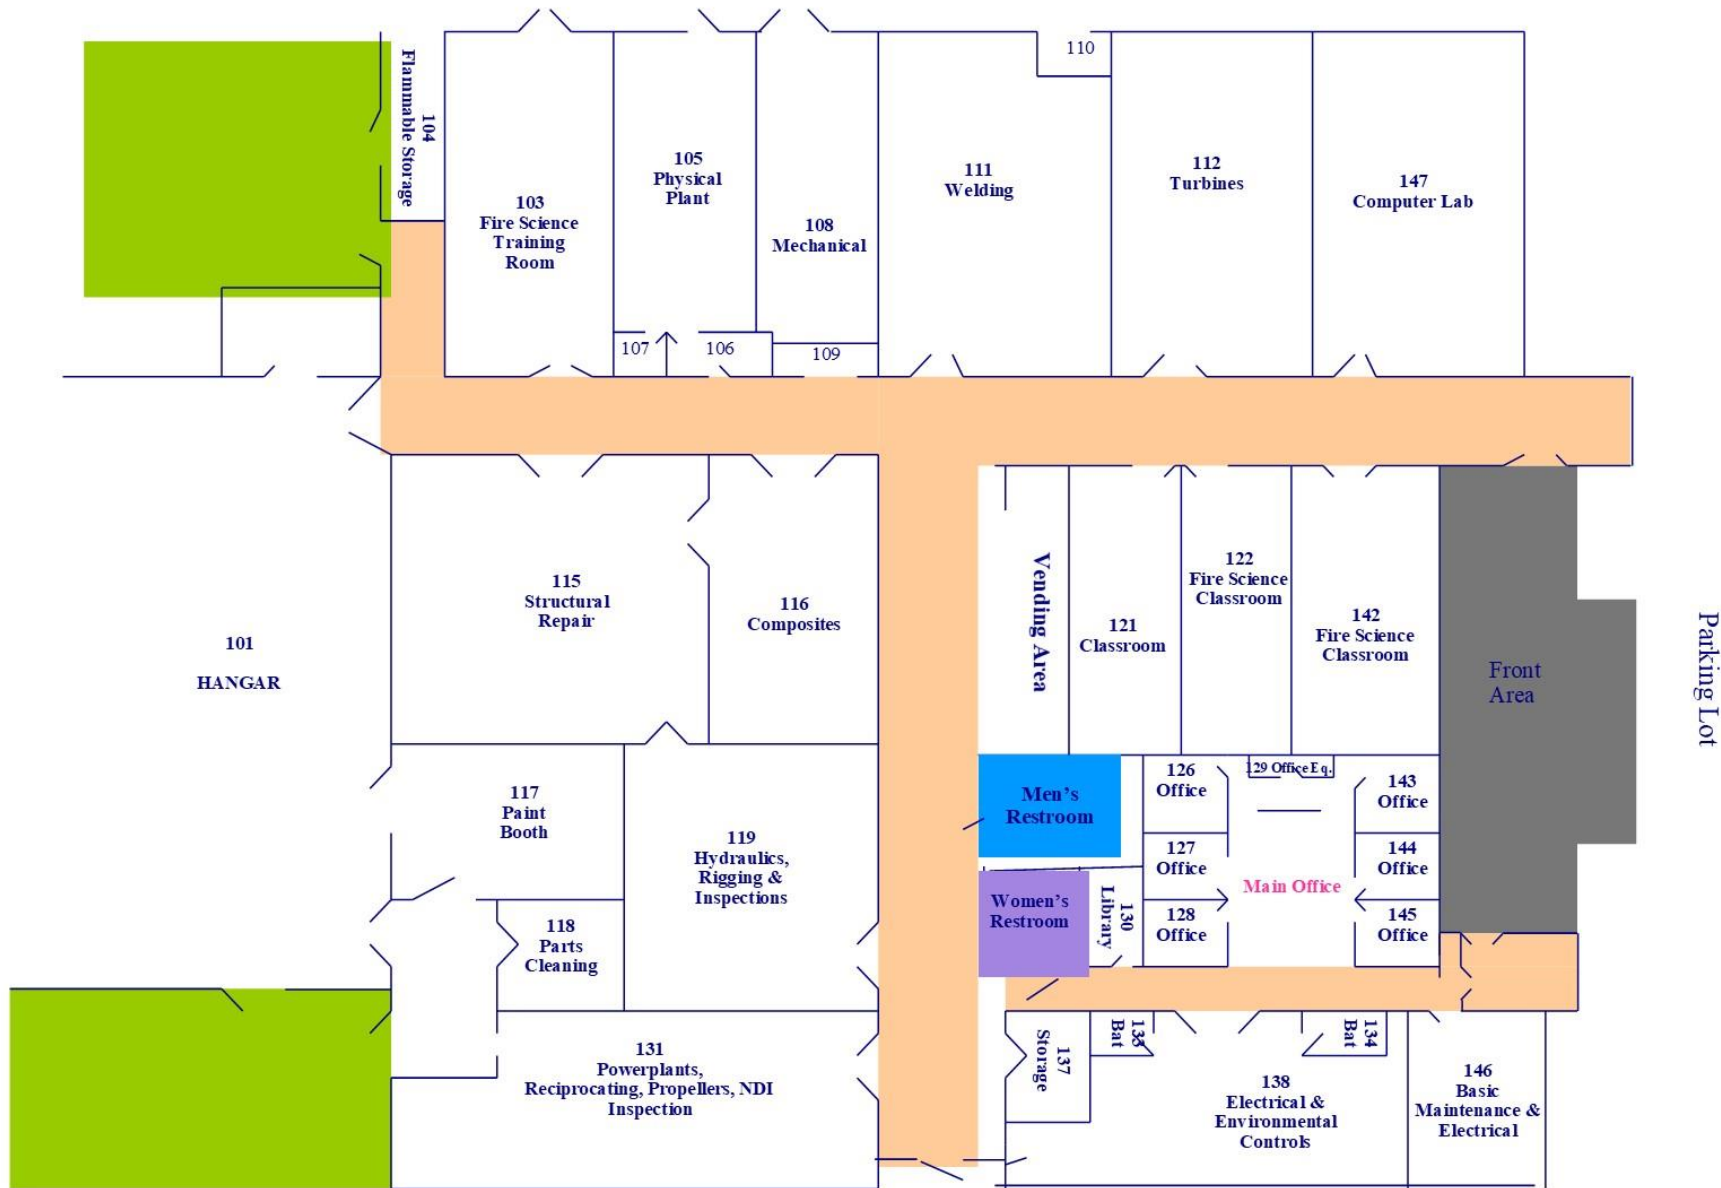 110
104
Flammable Storage
105
Physical
Plant
111
Welding
112
Turbines
147
Computer Lab
103
Fire Science
Training
Room
108
Mechanical
107
106
109
101
HANGAR
115
Structural
Repair
116
Composites
Vending Area
121
Classroom
122
Fire Science
Classroom
142
Fire Science
Classroom
Front
Area
Parking Lot
117
Paint
Booth
119
Hydraulics,
Rigging &
Inspections
118
Parts
Cleaning
Men's
Restroom
Women's
Restroom
130
Library
126
Office
127
Office
128
Office
129 Office Eq.
Main Office
143
Office
144
Office
145
Office
131
Powerplants,
Reciprocating, Propellers, NDI
Inspection
137
Storage
133
Bat
134
Bat
138
Electrical &
Environmental
Controls
146
Basic
Maintenance &
Electrical